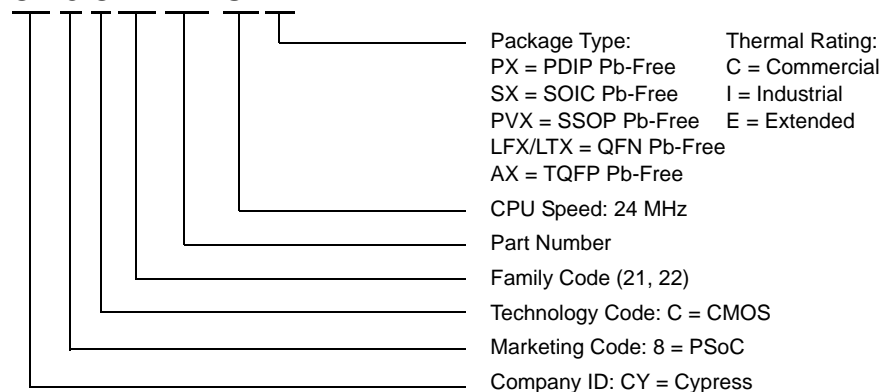 Package Type:
PX = PDIP Pb-Free
SX = SOIC Pb-Free
PVX = SSOP Pb-Free
LFX/LTX = QFN Pb-Free
AX = TQFP Pb-Free
Thermal Rating:
C = Commercial
I = Industrial
E = Extended
CPU Speed: 24 MHz
Part Number
Family Code (21, 22)
Technology Code: C = CMOS
Marketing Code: 8 = PSoC
Company ID: CY = Cypress